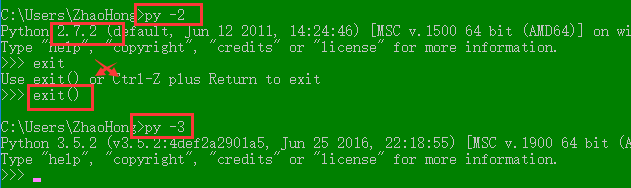 C:\Users\ZhaoHong>py -2
Python 2.7.2 (default, Jun 12 2011, 14:24:46) [MSC v.1500 64 bit (AMD64)] on wi
Type "help", "copyright", "credits" or "license" for more information.
>>> exit
Use exit() or Ctrl-Z plus Return to exit
>>> exit()
C:\Users\ZhaoHong>py -3
Python 3.5.2 (v3.5.2:4def2a2901a5, Jun 25 2016, 22:18:55) [MSC v.1900 64 bit (A
Type "help", "copyright", "credits" or "license" for more information.
>>>